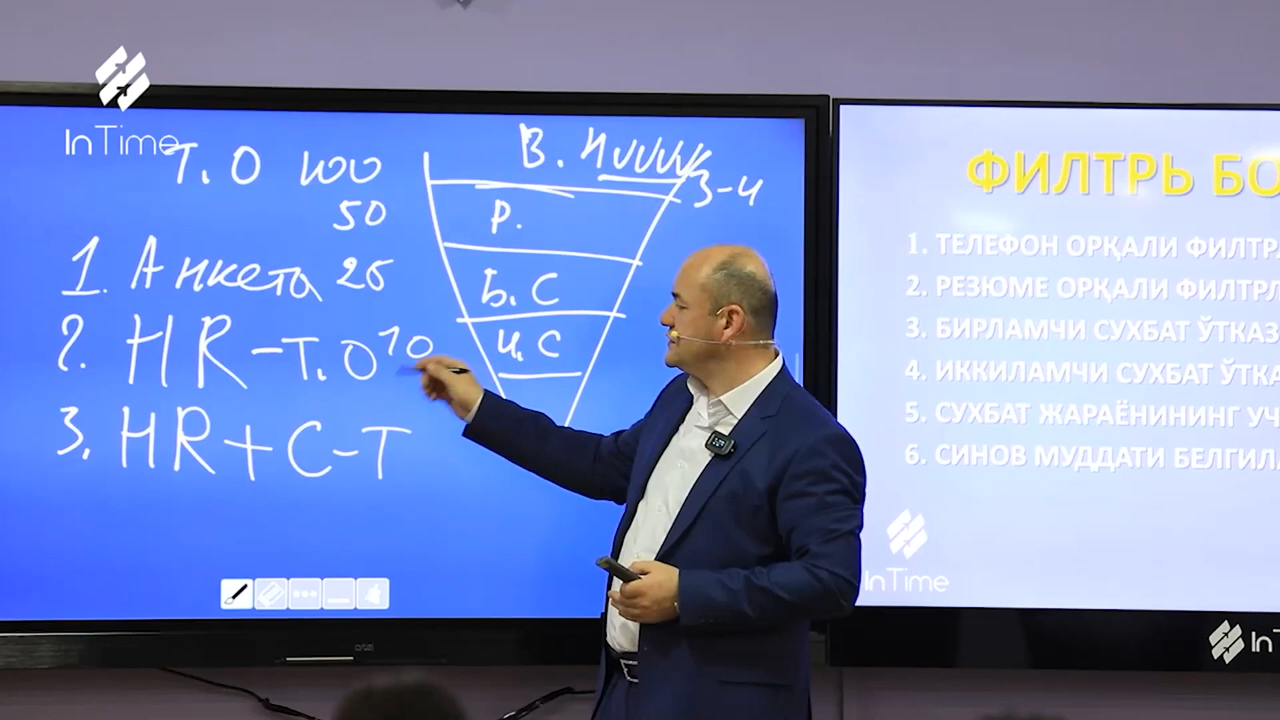 InTime
Т.О 100
50
1. Анкета 25
2. HR-Т.О 10
3. HR+С-Т
В.
3-4
Р.
Б.С
И.С
ФИЛТРЬ БО
1. ТЕЛЕФОН ОРҚАЛИ ФИЛТР
2. РЕЗЮМЕ ОРҚАЛИ ФИЛТРЛ
3. БИРЛАМЧИ СУХБАТ ЎТКАЗ
4. ИККИЛАМЧИ СУХБАТ ЎТКА
5. СУХБАТ ЖАРАЁНИНИНГ УЧ
6. СИНОВ МУДДАТИ БЕЛГИЛ
InTime